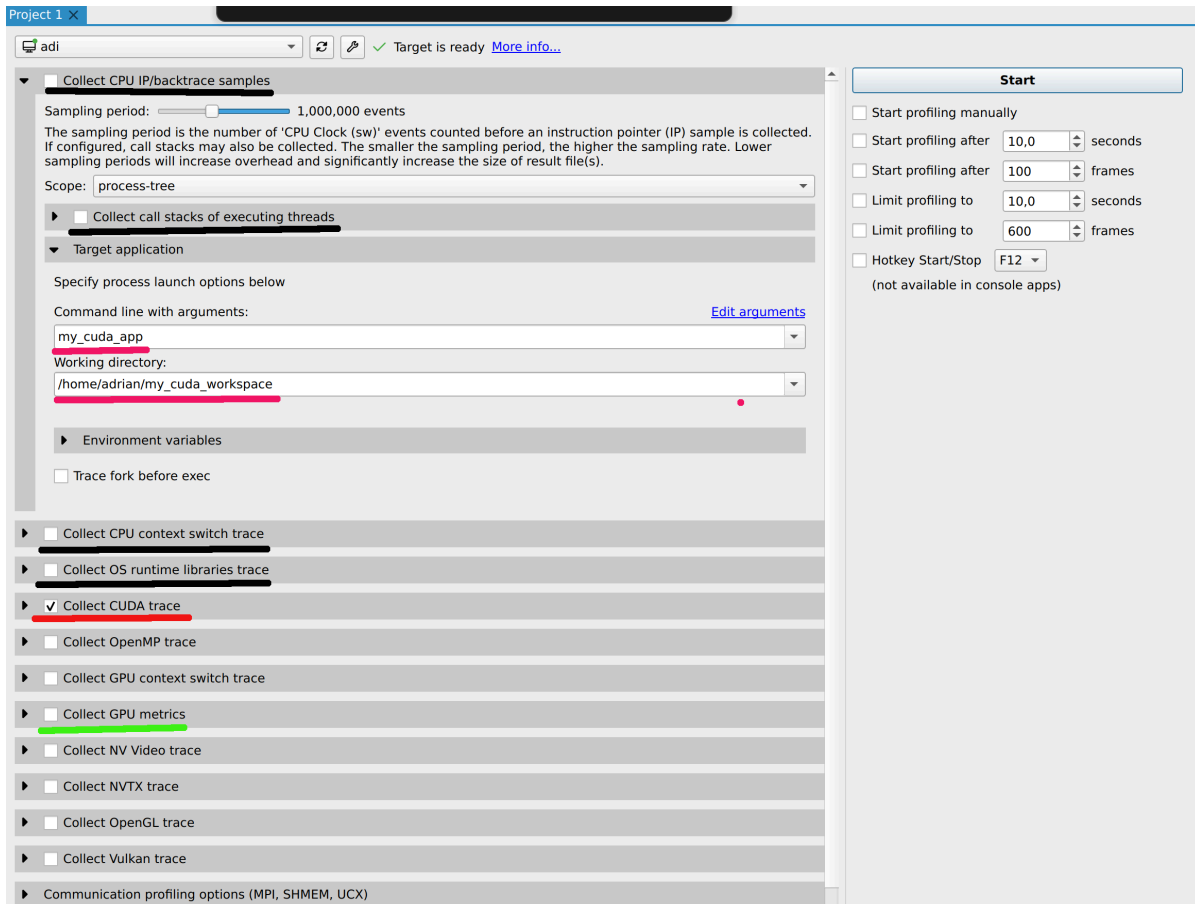 Project 1
adi
Target is ready More info...
Collect CPU IP/backtrace samples
Sampling period: 1,000,000 events
The sampling period is the number of 'CPU Clock (sw)' events counted before an instruction pointer (IP) sample is collected.
If configured, call stacks may also be collected. The smaller the sampling period, the higher the sampling rate. Lower
sampling periods will increase overhead and significantly increase the size of result file(s).
Scope: process-tree
Collect call stacks of executing threads
Target application
Specify process launch options below
Command line with arguments: Edit arguments
my_cuda_app
Working directory:
/home/adrian/my_cuda_workspace
Environment variables
Trace fork before exec
Collect CPU context switch trace
Collect OS runtime libraries trace
Collect CUDA trace
Collect OpenMP trace
Collect GPU context switch trace
Collect GPU metrics
Collect NV Video trace
Collect NVTX trace
Collect OpenGL trace
Collect Vulkan trace
Communication profiling options (MPI, SHMEM, UCX)
Start
Start profiling manually
Start profiling after 10,0 seconds
Start profiling after 100 frames
Limit profiling to 10,0 seconds
Limit profiling to 600 frames
Hotkey Start/Stop F12
(not available in console apps)